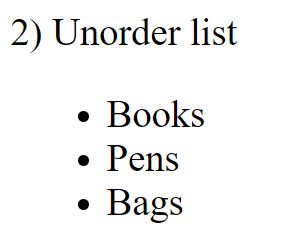 2) Unorder list
• Books
• Pens
• Bags